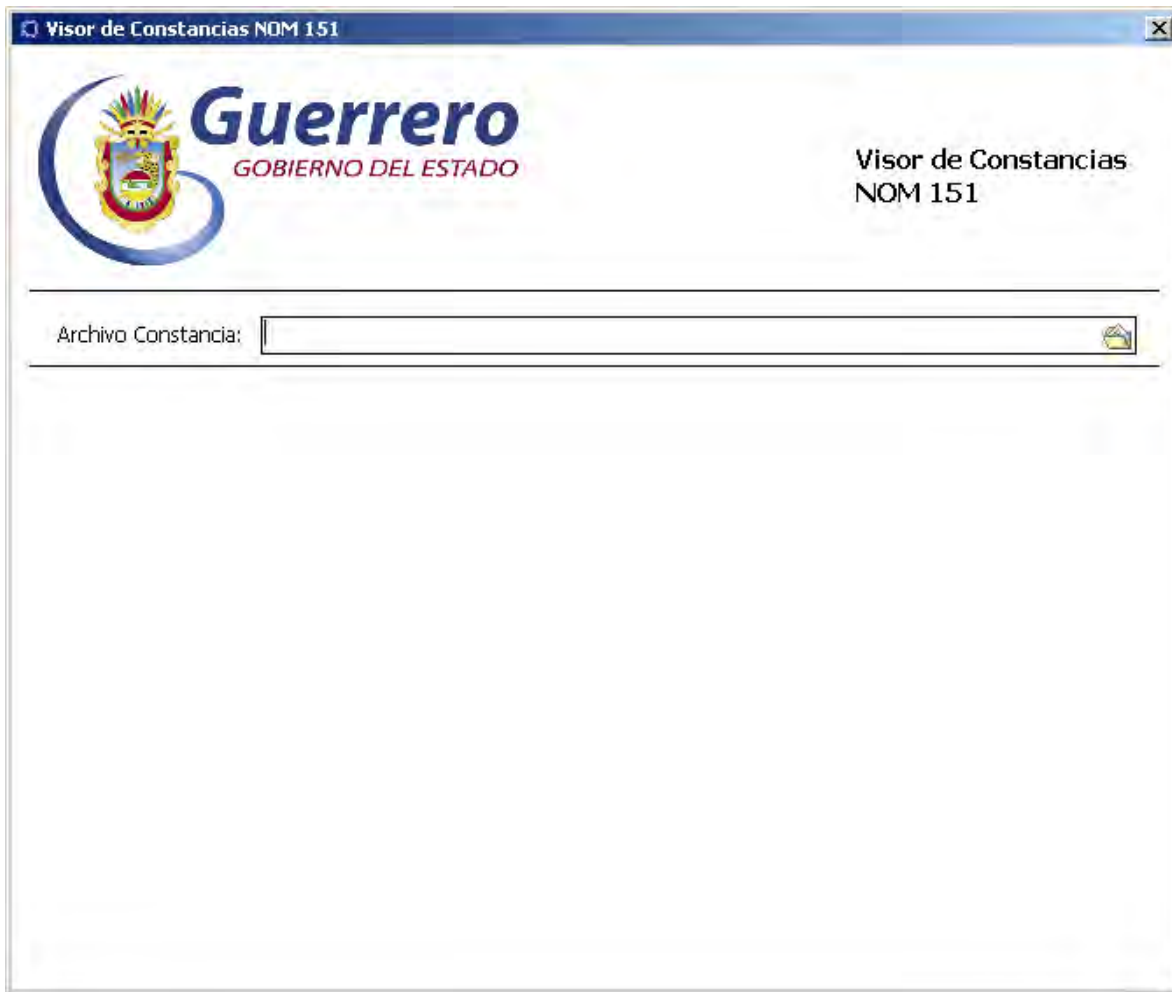 Visor de Constancias NOM 151
Guerrero
GOBIERNO DEL ESTADO
Visor de Constancias
NOM 151
Archivo Constancia: